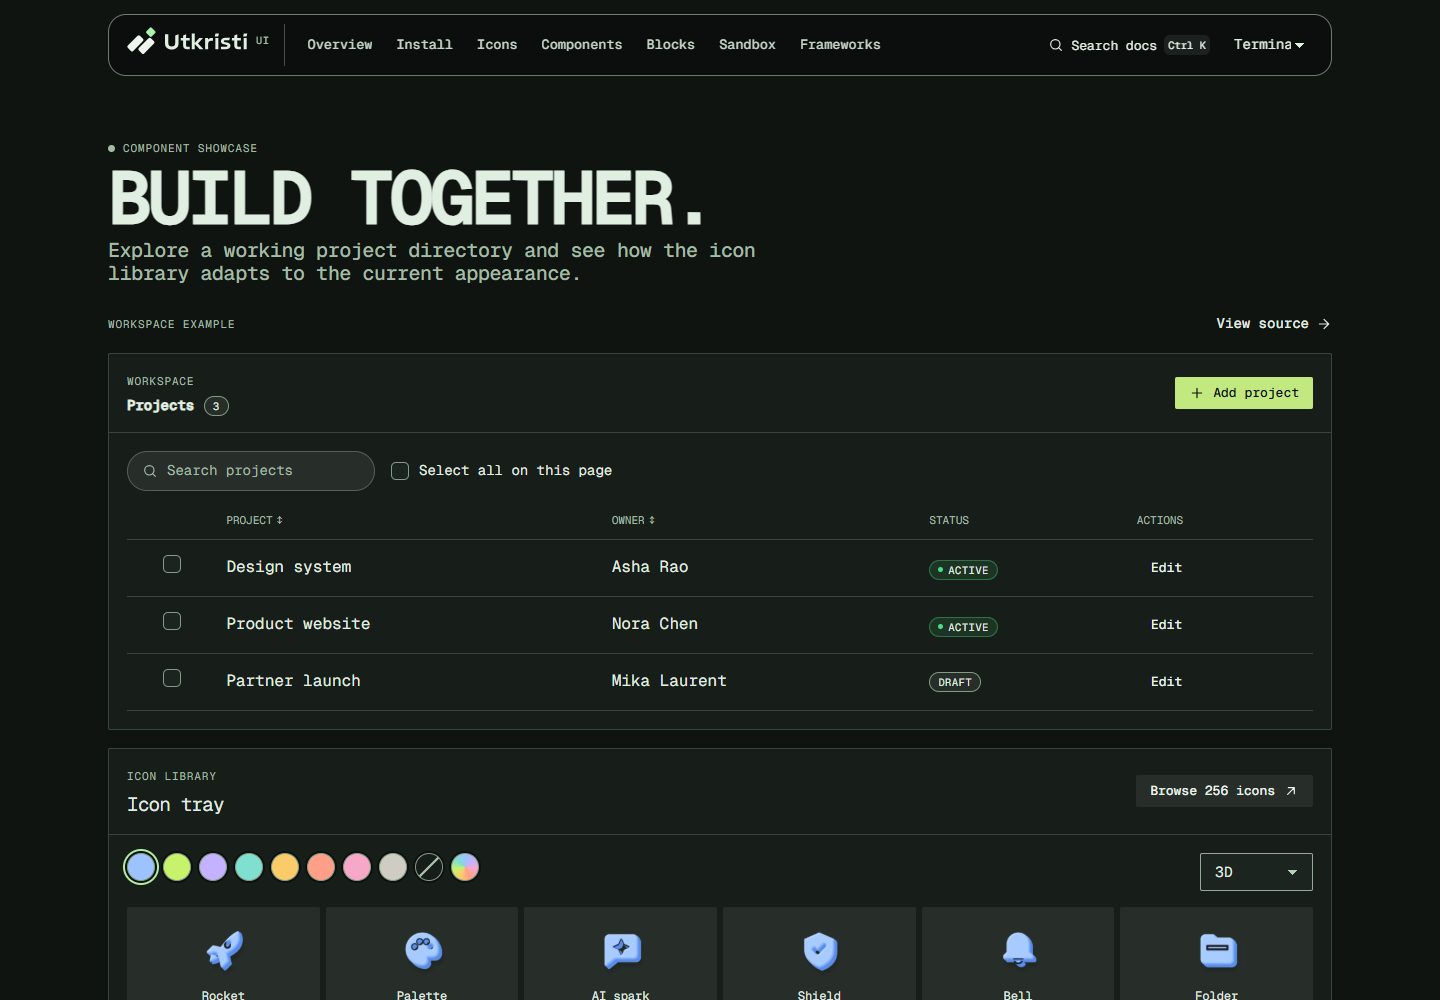 Utkristi UI
Overview Install Icons Components Blocks Sandbox Frameworks
Search docs Ctrl K
Termina
COMPONENT SHOWCASE
BUILD TOGETHER.
Explore a working project directory and see how the icon
library adapts to the current appearance.
WORKSPACE EXAMPLE
View source
WORKSPACE
Projects 3
Add project
Search projects
Select all on this page
PROJECT OWNER STATUS ACTIONS
Design system Asha Rao ACTIVE Edit
Product website Nora Chen ACTIVE Edit
Partner launch Mika Laurent DRAFT Edit
ICON LIBRARY
Icon tray
Browse 256 icons
3D
Rocket Palette AI spark Shield Bell Folder